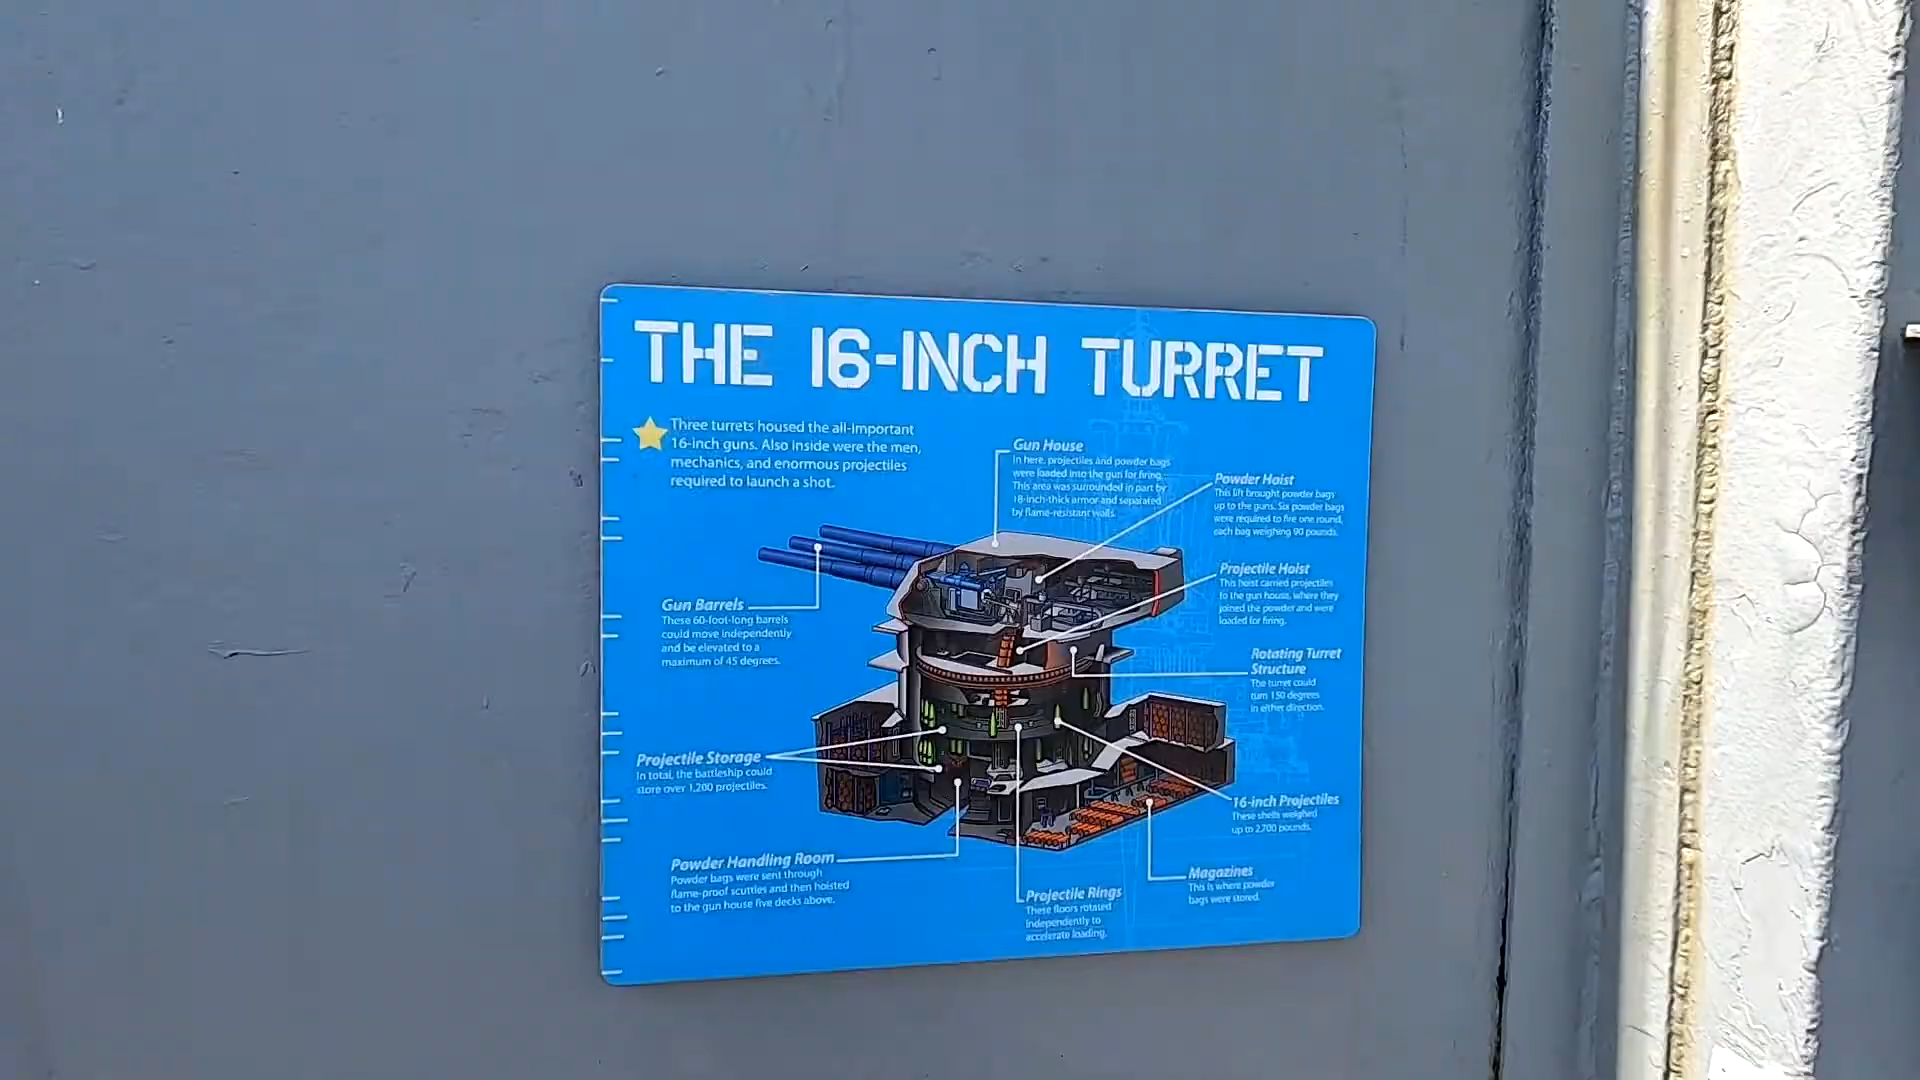 THE 16-INCH TURRET
Three turrets housed the all-important
16-inch guns. Also inside were the men,
mechanics, and enormous projectiles
required to launch a shot.
Gun House
In here, projectiles and powder bags
were loaded into the gun for firing.
This area was surrounded in part by
18-inch-thick armor and separated
by flame-resistant walls.
Powder Hoist
This lift brought powder bags
up to the guns. Six powder bags
were required to fire one round,
each bag weighing 90 pounds.
Projectile Hoist
This hoist carried projectiles
to the gun house, where they
joined the powder and were
loaded for firing.
Gun Barrels
These 60-foot-long barrels
could move independently
and be elevated to a
maximum of 45 degrees.
Rotating Turret
Structure
The turret could
turn 150 degrees
in either direction.
Projectile Storage
In total, the battleship could
store over 1,200 projectiles.
16-inch Projectiles
These shells weighed
up to 2,700 pounds.
Powder Handling Room
Powder bags were sent through
flame-proof scuttles and then hoisted
to the gun house five decks above.
Projectile Rings
These floors rotated
independently to
accelerate loading.
Magazines
This is where powder
bags were stored.